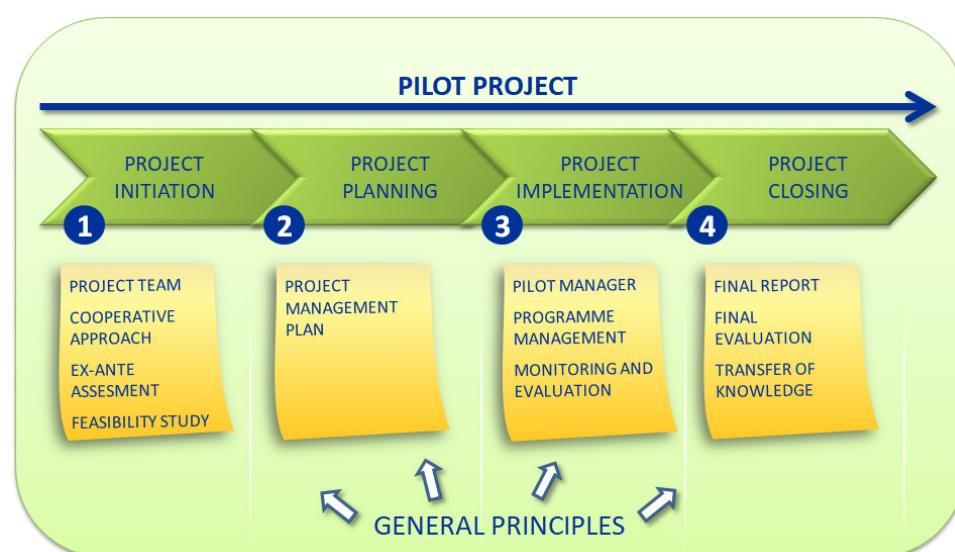 PILOT PROJECT
PROJECT
INITIATION
PROJECT
PLANNING
PROJECT
IMPLEMENTATION
PROJECT
CLOSING
1
2
3
4
PROJECT TEAM
COOPERATIVE
APPROACH
EX-ANTE
ASSESMENT
FEASIBILITY STUDY
PROJECT
MANAGEMENT
PLAN
PILOT MANAGER
PROGRAMME
MANAGEMENT
MONITORING AND
EVALUATION
FINAL REPORT
FINAL
EVALUATION
TRANSFER OF
KNOWLEDGE
GENERAL PRINCIPLES